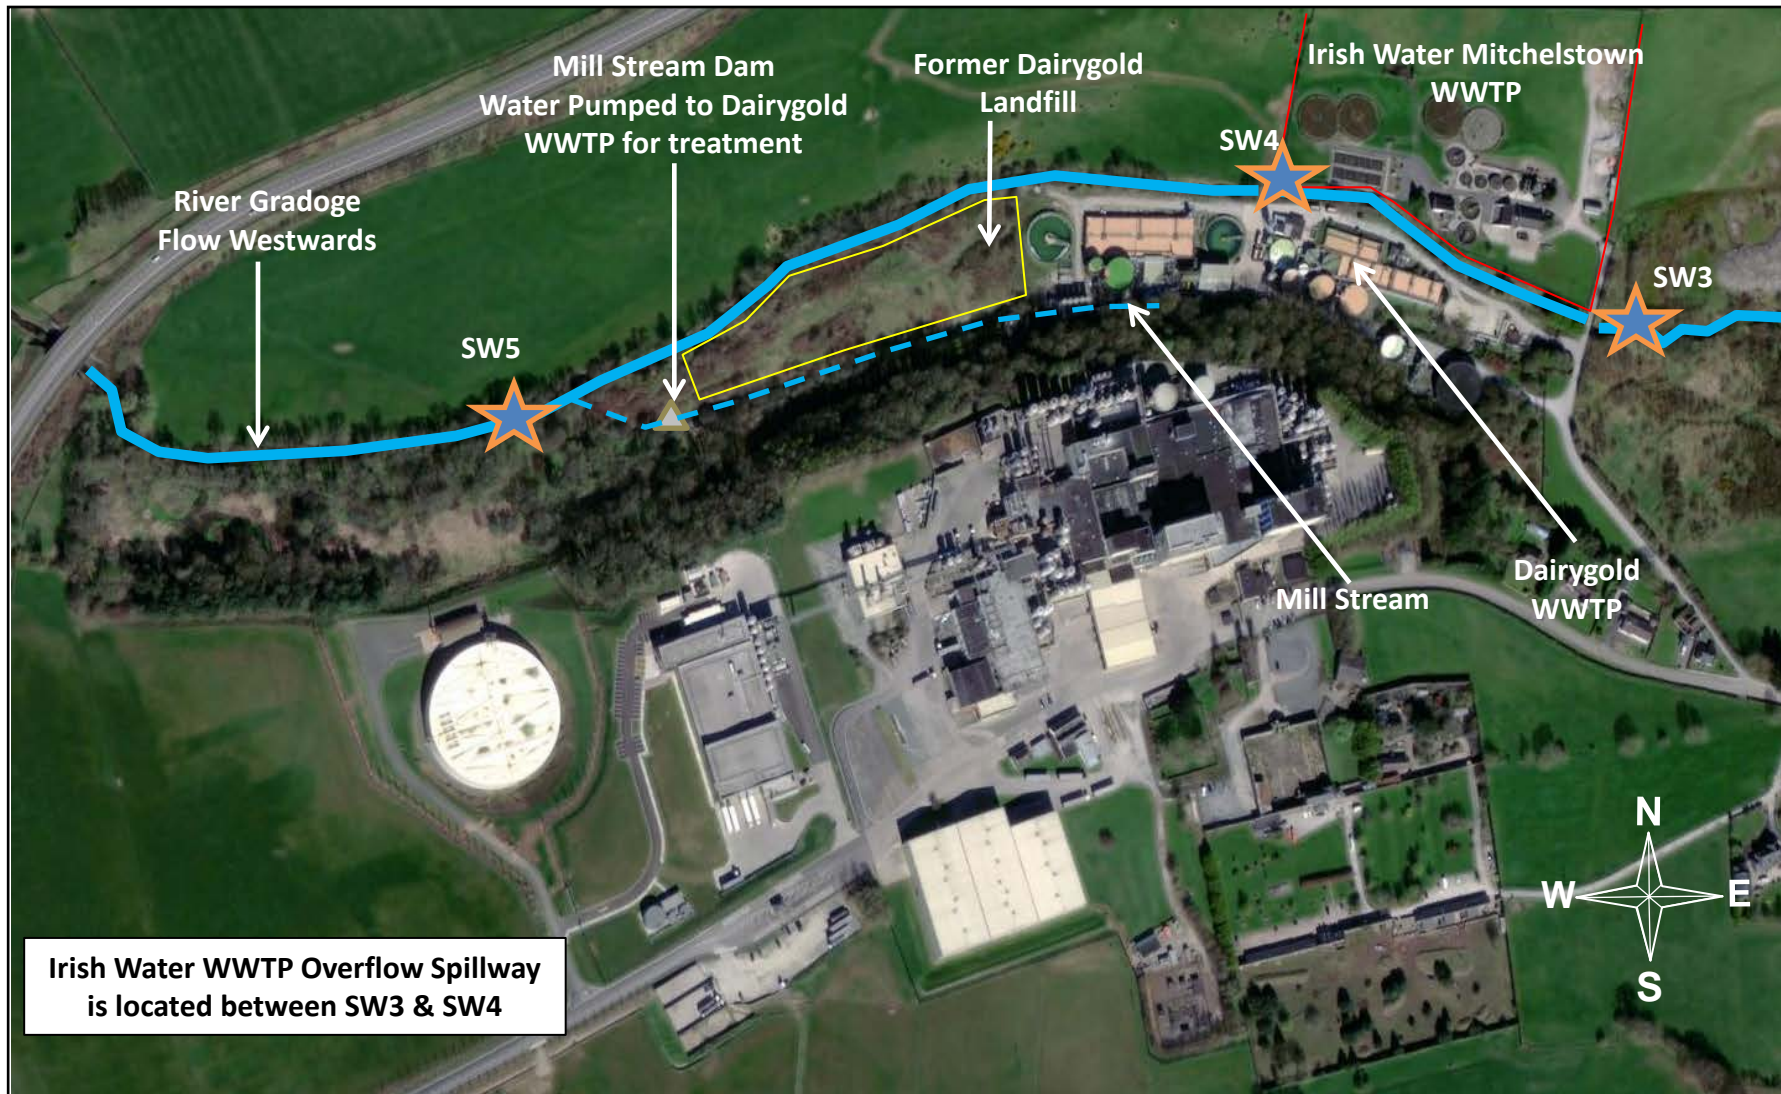 Mill Stream Dam
Water Pumped to Dairygold
WWTP for treatment
Former Dairygold
Landfill
Irish Water Mitchelstown
WWTP
SW4
River Gradoge
Flow Westwards
SW3
SW5
Mill Stream
Dairygold
WWTP
N
W
E
S
Irish Water WWTP Overflow Spillway
is located between SW3 & SW4